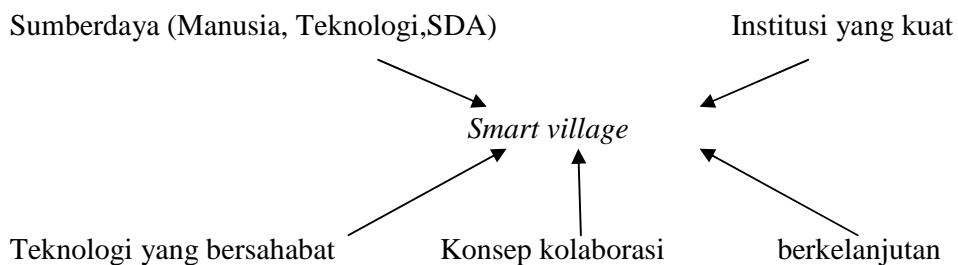 Sumberdaya (Manusia, Teknologi,SDA) Institusi yang kuat
Smart village
Teknologi yang bersahabat Konsep kolaborasi berkelanjutan